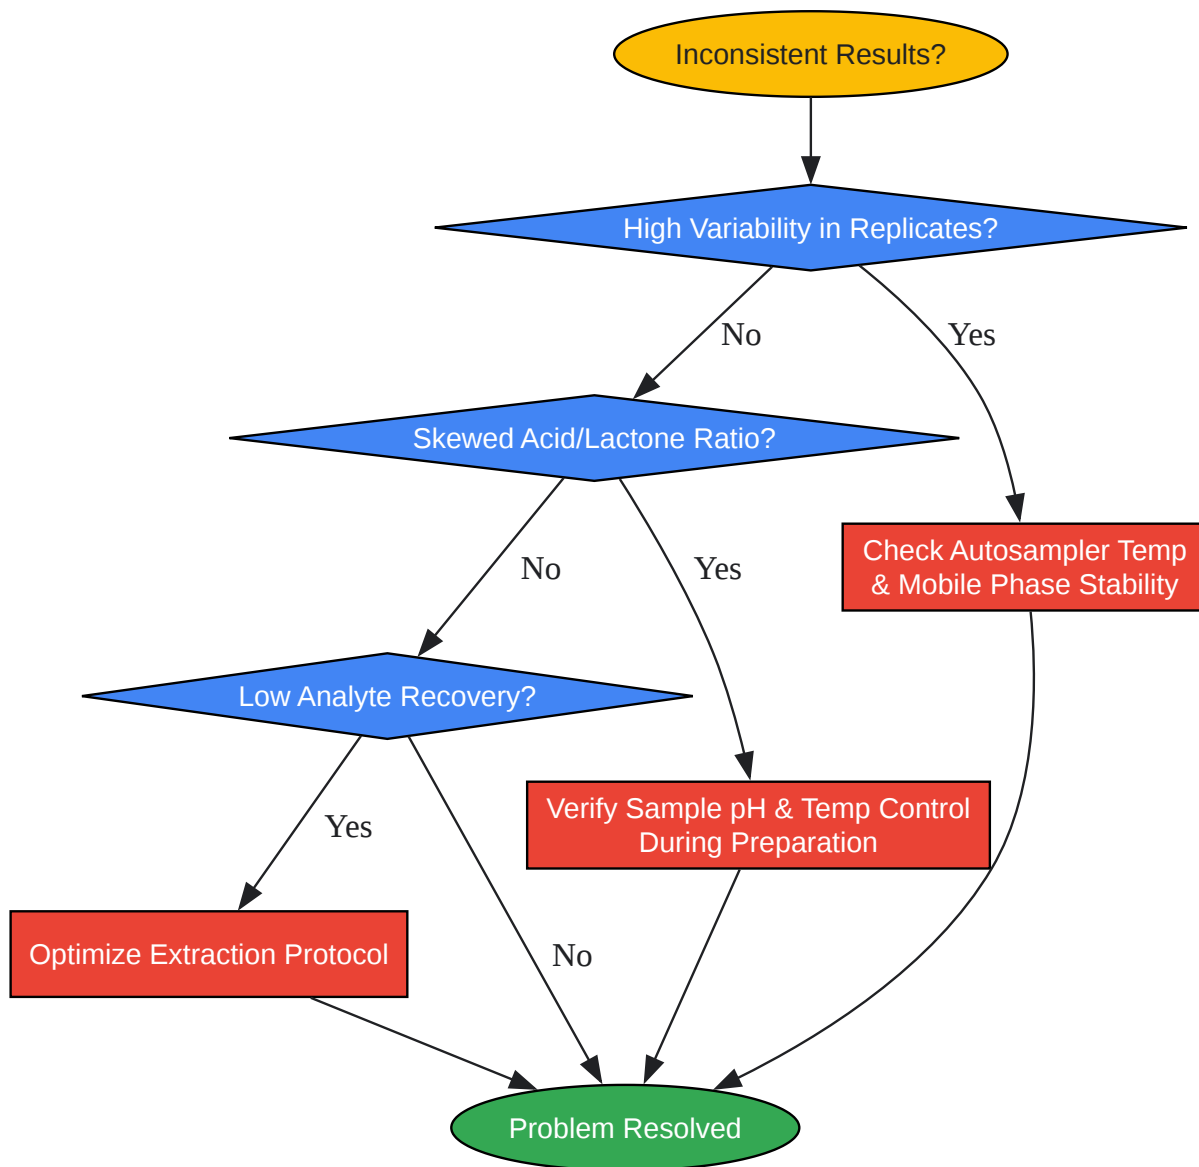 Inconsistent Results?
High Variability in Replicates?
No
Yes
Skewed Acid/Lactone Ratio?
Check Autosampler Temp
& Mobile Phase Stability
No
Yes
Low Analyte Recovery?
Verify Sample pH & Temp Control
During Preparation
Yes
Optimize Extraction Protocol
No
Problem Resolved